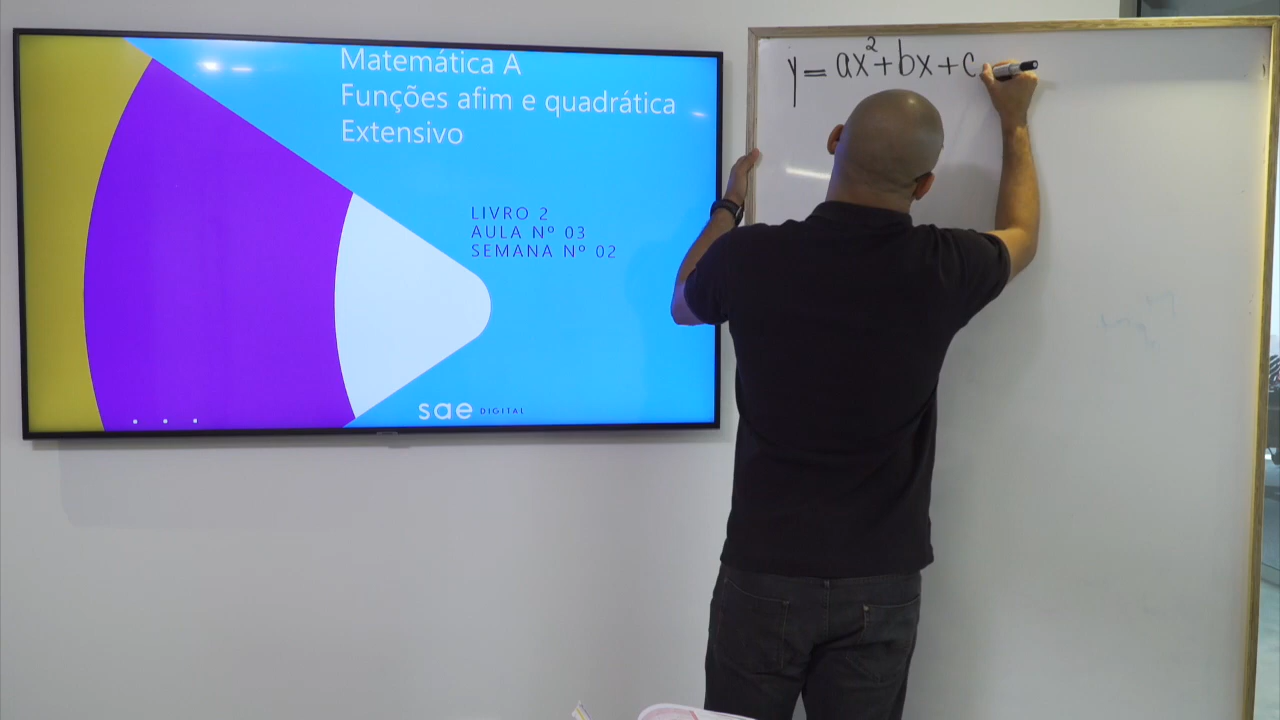 Matemática A
Funções afim e quadrática
Extensivo
LIVRO 2
AULA Nº 03
SEMANA Nº 02
sae DIGITAL
y = ax²+bx+c